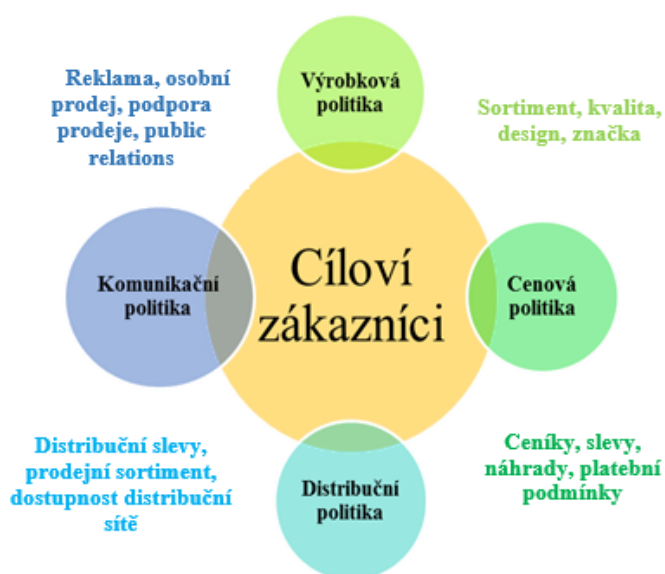 Reklama, osobní
prodej, podpora
prodeje, public
relations
Výrobková
politika
Sortiment, kvalita,
design, značka
Komunikační
politika
Cíloví
zákazníci
Cenová
politika
Distribuční slevy,
prodejní sortiment,
dostupnost distribuční
sítě
Distribuční
politika
Ceníky, slevy,
náhrady, platební
podmínky